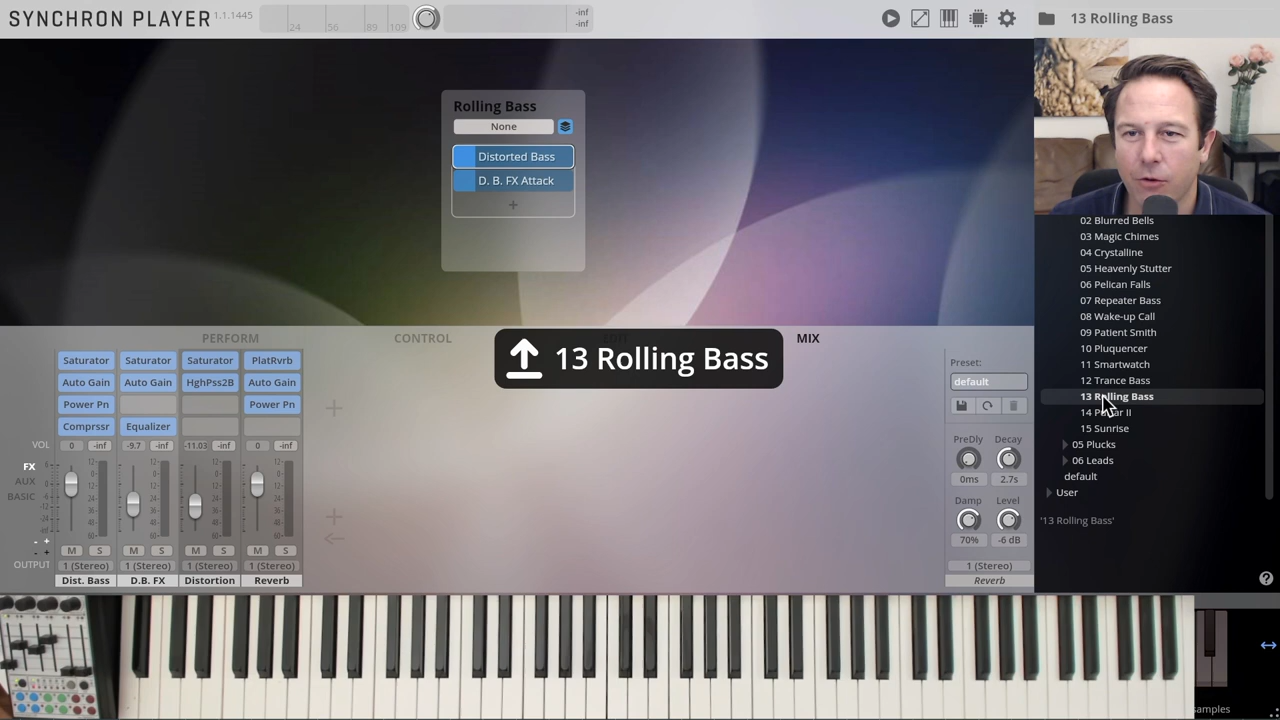 SYNCHRON PLAYER 1.1.1445
24 56 89 109
-inf
-inf
13 Rolling Bass
Rolling Bass
None
Distorted Bass
D. B. FX Attack
+
02 Blurred Bells
03 Magic Chimes
04 Crystalline
05 Heavenly Stutter
06 Pelican Falls
07 Repeater Bass
08 Wake-up Call
09 Patient Smith
10 Pluquencer
11 Smartwatch
12 Trance Bass
13 Rolling Bass
15 Sunrise
05 Plucks
06 Leads
default
User
'13 Rolling Bass'
PERFORM CONTROL MIX
13 Rolling Bass
Saturator Saturator Saturator PlatRvrb
Auto Gain Auto Gain HghPss2B Auto Gain
Power Pn Power Pn
Comprssr Equalizer
VOL 0 -inf -9.7 -inf -11.03 -inf 0 -inf
FX
AUX
BASIC
M S M S M S M S
OUTPUT 1 (Stereo) 1 (Stereo) 1 (Stereo) 1 (Stereo)
Dist. Bass D.B. FX Distortion Reverb
Preset:
default
PreDly Decay
0ms 2.7s
Damp Level
70% -6 dB
1 (Stereo)
Reverb
samples